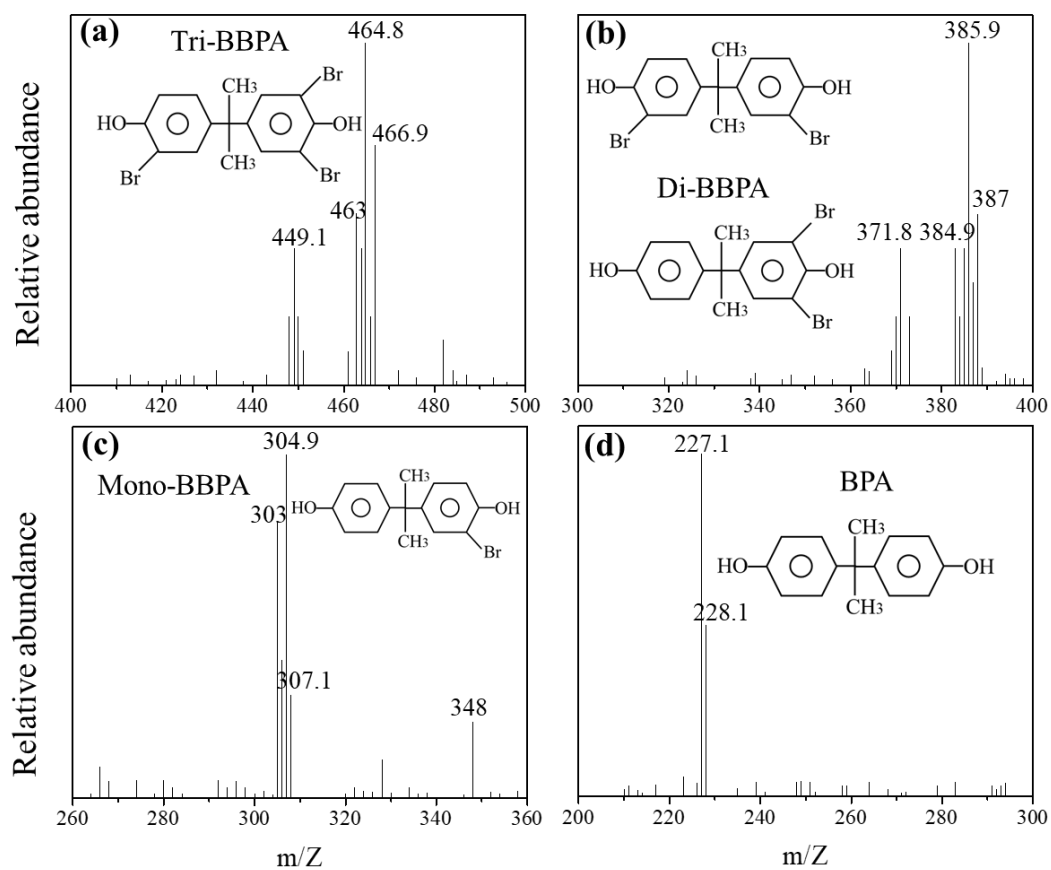 Relative abundance
(a)
Tri-BBPA
464.8
466.9
463
449.1
HO
CH3
CH3
Br
OH
Br
Br
400 420 440 460 480 500
(b)
385.9
387
384.9
371.8
HO
CH3
CH3
OH
Br
Br
Di-BBPA
HO
CH3
CH3
Br
OH
Br
300 320 340 360 380 400
Relative abundance
(c)
Mono-BBPA
304.9
303
307.1
348
HO
CH3
CH3
OH
Br
260 280 300 320 340 360
m/Z
(d)
227.1
228.1
BPA
HO
CH3
CH3
OH
200 220 240 260 280 300
m/Z